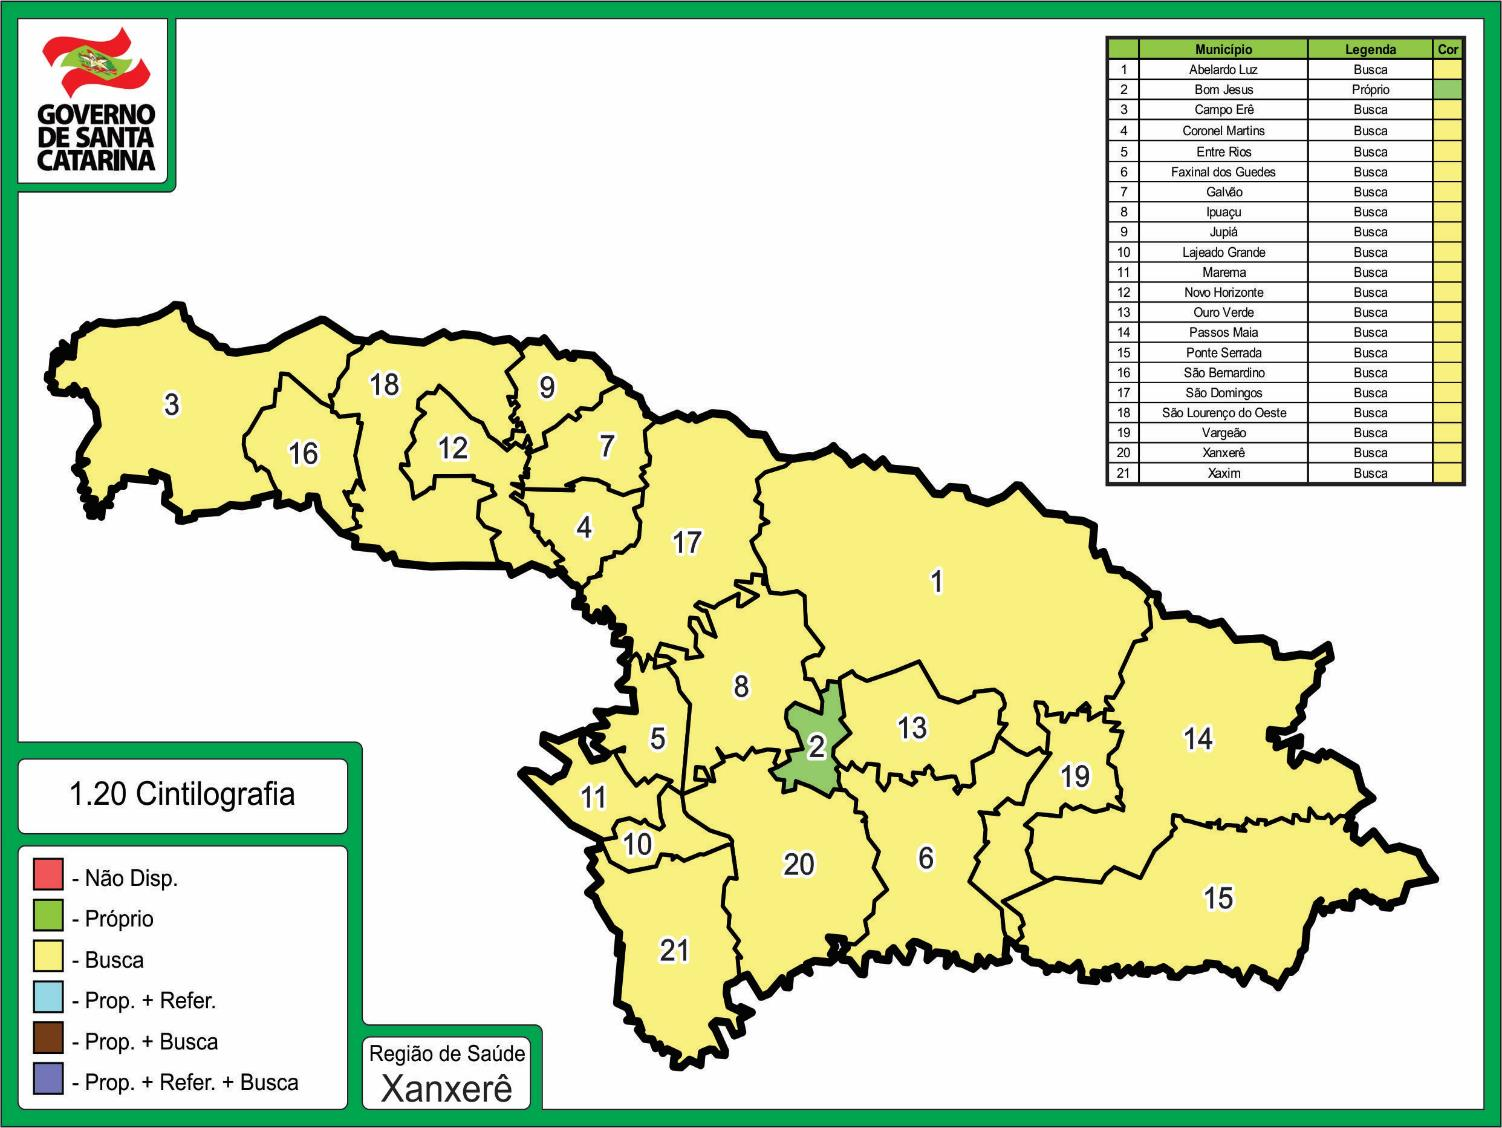 GOVERNO
DE SANTA
CATARINA
Município Legenda Cor
1 Abelardo Luz Busca
2 Bom Jesus Próprio
3 Campo Erê Busca
4 Coronel Martins Busca
5 Entre Rios Busca
6 Faxinal dos Guedes Busca
7 Galvão Busca
8 Ipuaçu Busca
9 Jupiá Busca
10 Lajeado Grande Busca
11 Marema Busca
12 Novo Horizonte Busca
13 Ouro Verde Busca
14 Passos Maia Busca
15 Ponte Serrada Busca
16 São Bernardino Busca
17 São Domingos Busca
18 São Lourenço do Oeste Busca
19 Vargeão Busca
20 Xanxerê Busca
21 Xaxim Busca
3
18
9
16
12
7
4
17
1
8
5
2
13
14
19
11
10
20
6
15
21
1.20 Cintilografia
- Não Disp.
- Próprio
- Busca
- Prop. + Refer.
- Prop. + Busca
- Prop. + Refer. + Busca
Região de Saúde
Xanxerê